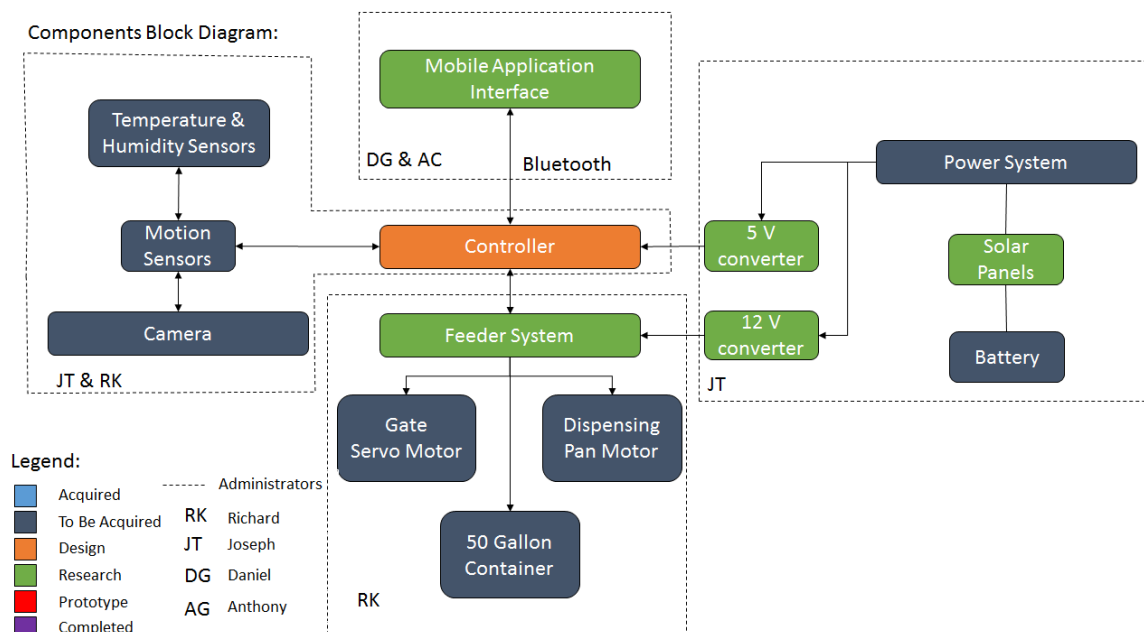 Components Block Diagram:
Mobile Application
Interface
DG & AC
Bluetooth
Temperature &
Humidity Sensors
Motion
Sensors
Camera
JT & RK
Controller
5 V
converter
12 V
converter
Power System
Solar
Panels
Battery
JT
Feeder System
Gate
Servo Motor
Dispensing
Pan Motor
50 Gallon
Container
RK
Legend:
Acquired
To Be Acquired
Design
Research
Prototype
Completed
Administrators
RK Richard
JT Joseph
DG Daniel
AG Anthony